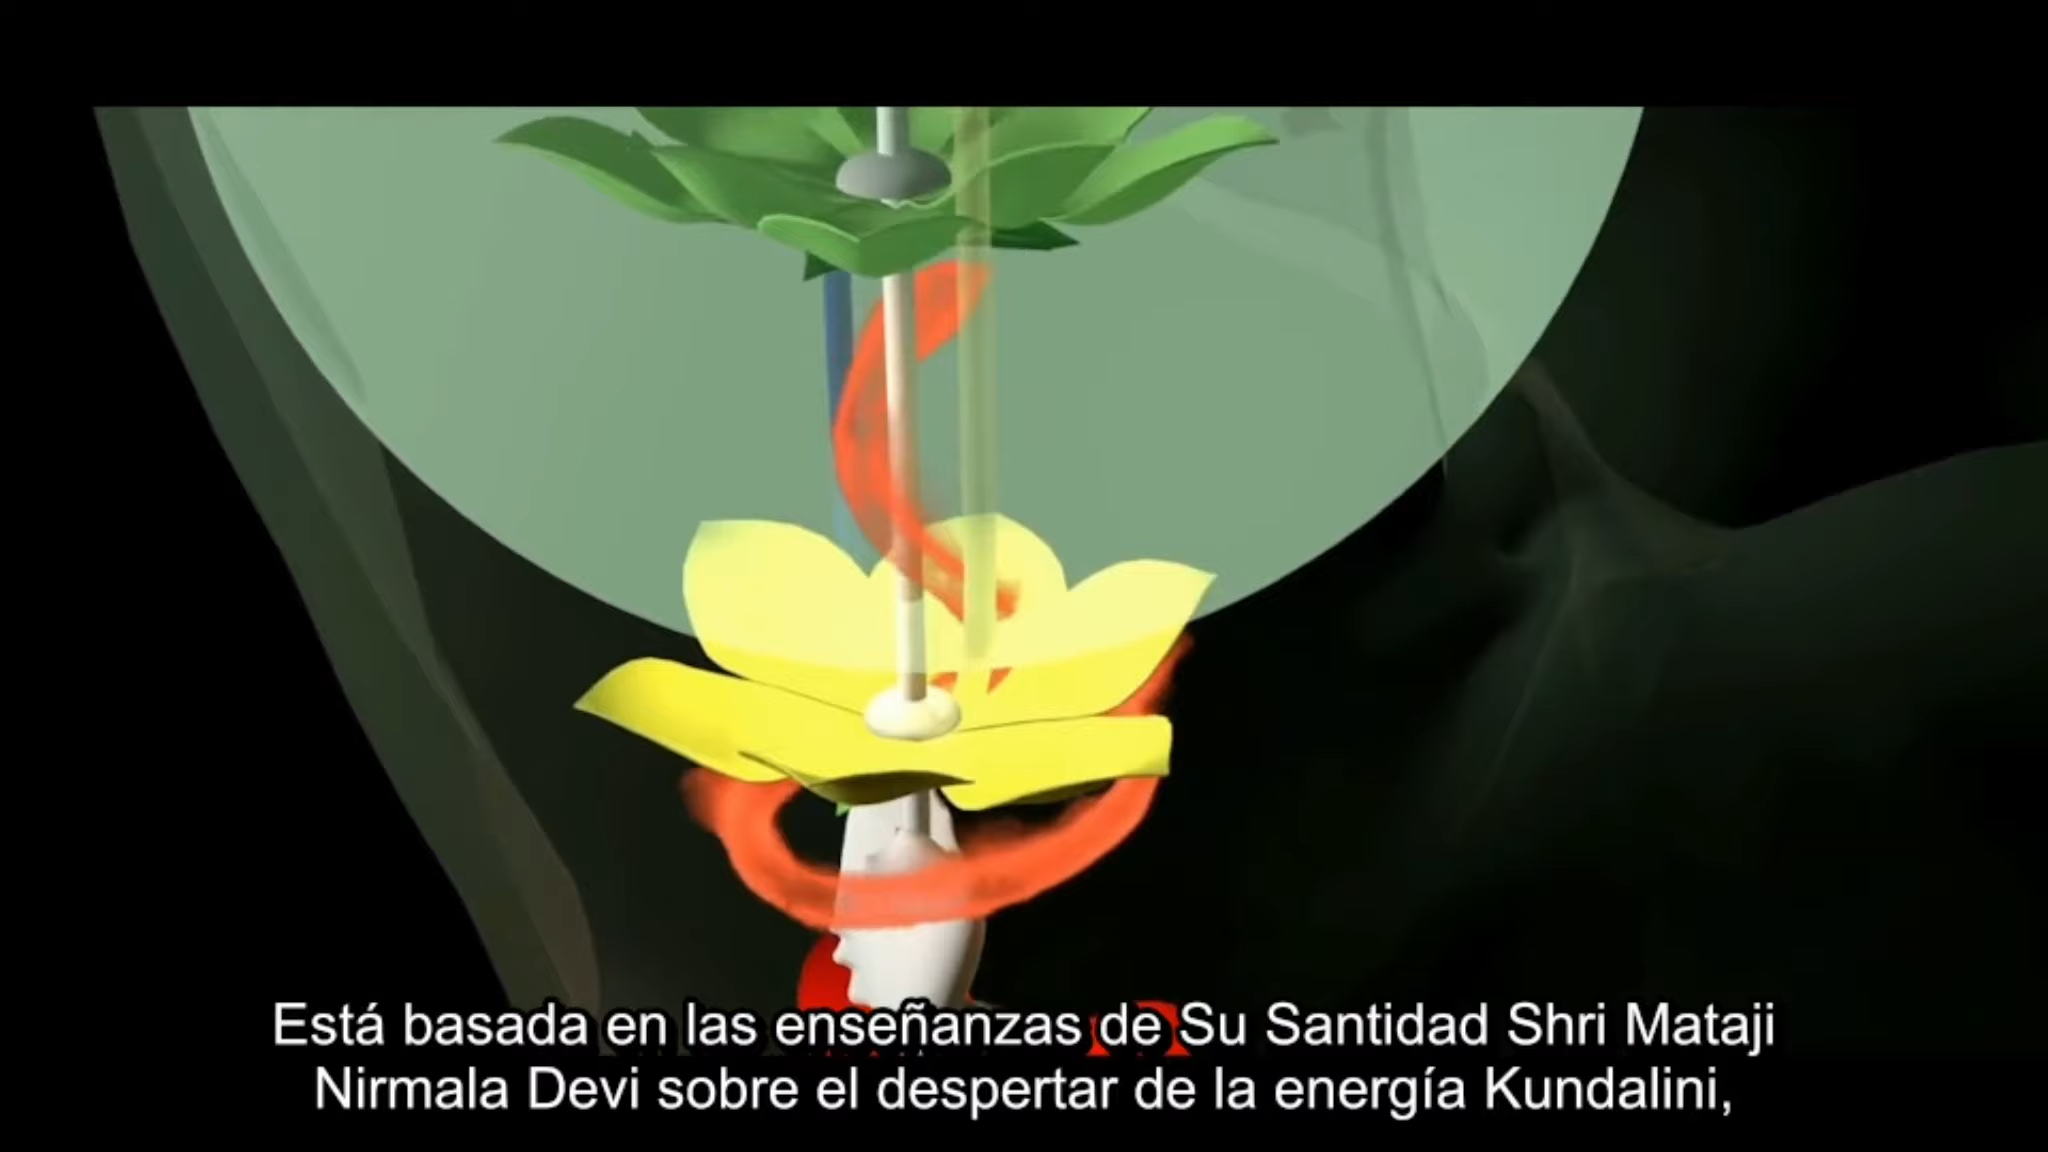 Está basada en las enseñanzas de Su Santidad Shri Mataji
Nirmala Devi sobre el despertar de la energía Kundalini,